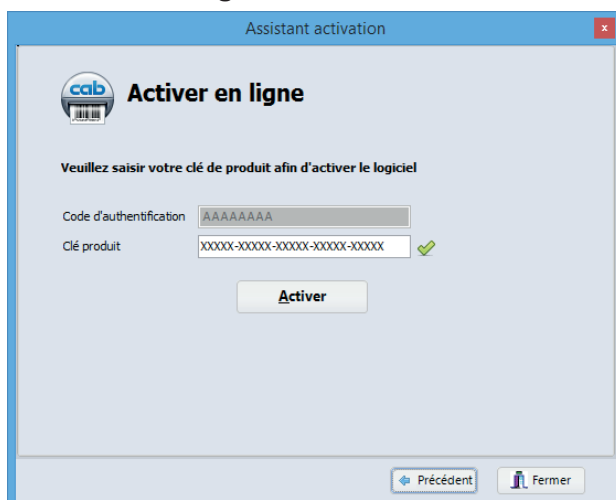 Assistant activation
x
cab
Activer en ligne
Veuillez saisir votre clé de produit afin d'activer le logiciel
Code d'authentification AAAAAAAA
Clé produit XXXXX-XXXXX-XXXXX-XXXXX-XXXXX
Activer
Précédent Fermer